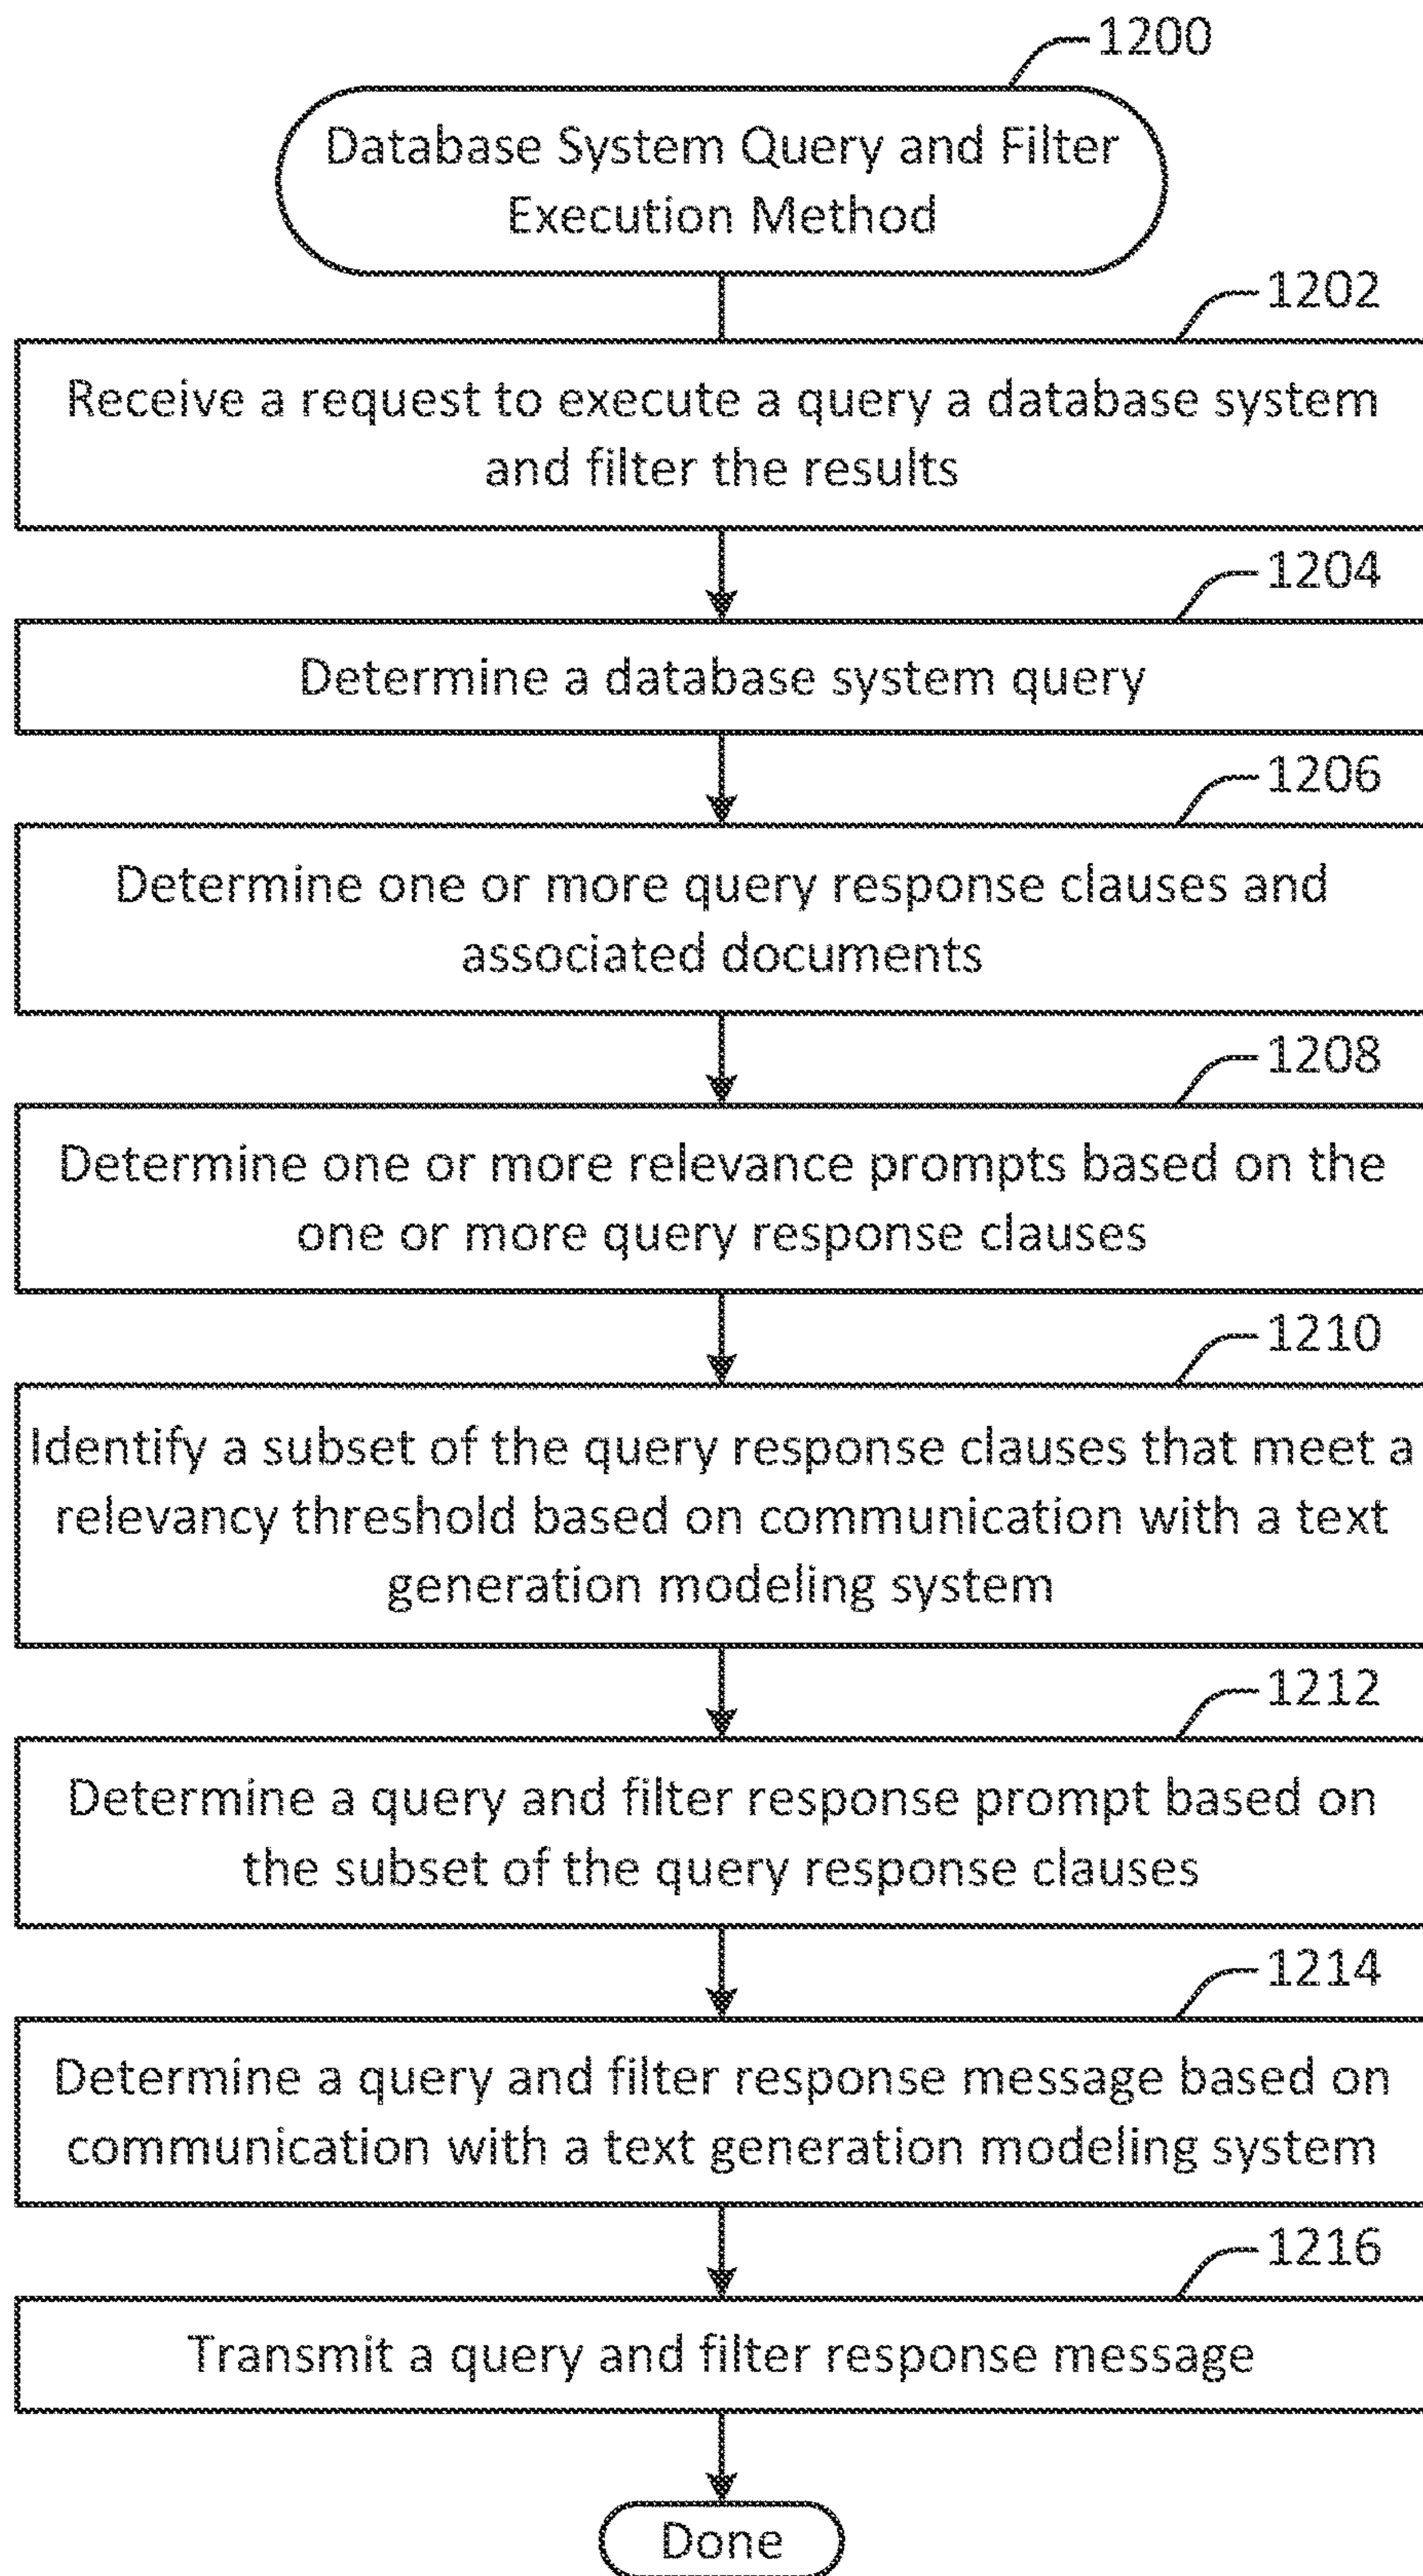 1200
Database System Query and Filter
Execution Method
1202
Receive a request to execute a query a database system
and filter the results
1204
Determine a database system query
1206
Determine one or more query response clauses and
associated documents
1208
Determine one or more relevance prompts based on the
one or more query response clauses
1210
Identify a subset of the query response clauses that meet a
relevancy threshold based on communication with a text
generation modeling system
1212
Determine a query and filter response prompt based on
the subset of the query response clauses
1214
Determine a query and filter response message based on
communication with a text generation modeling system
1216
Transmit a query and filter response message
Done